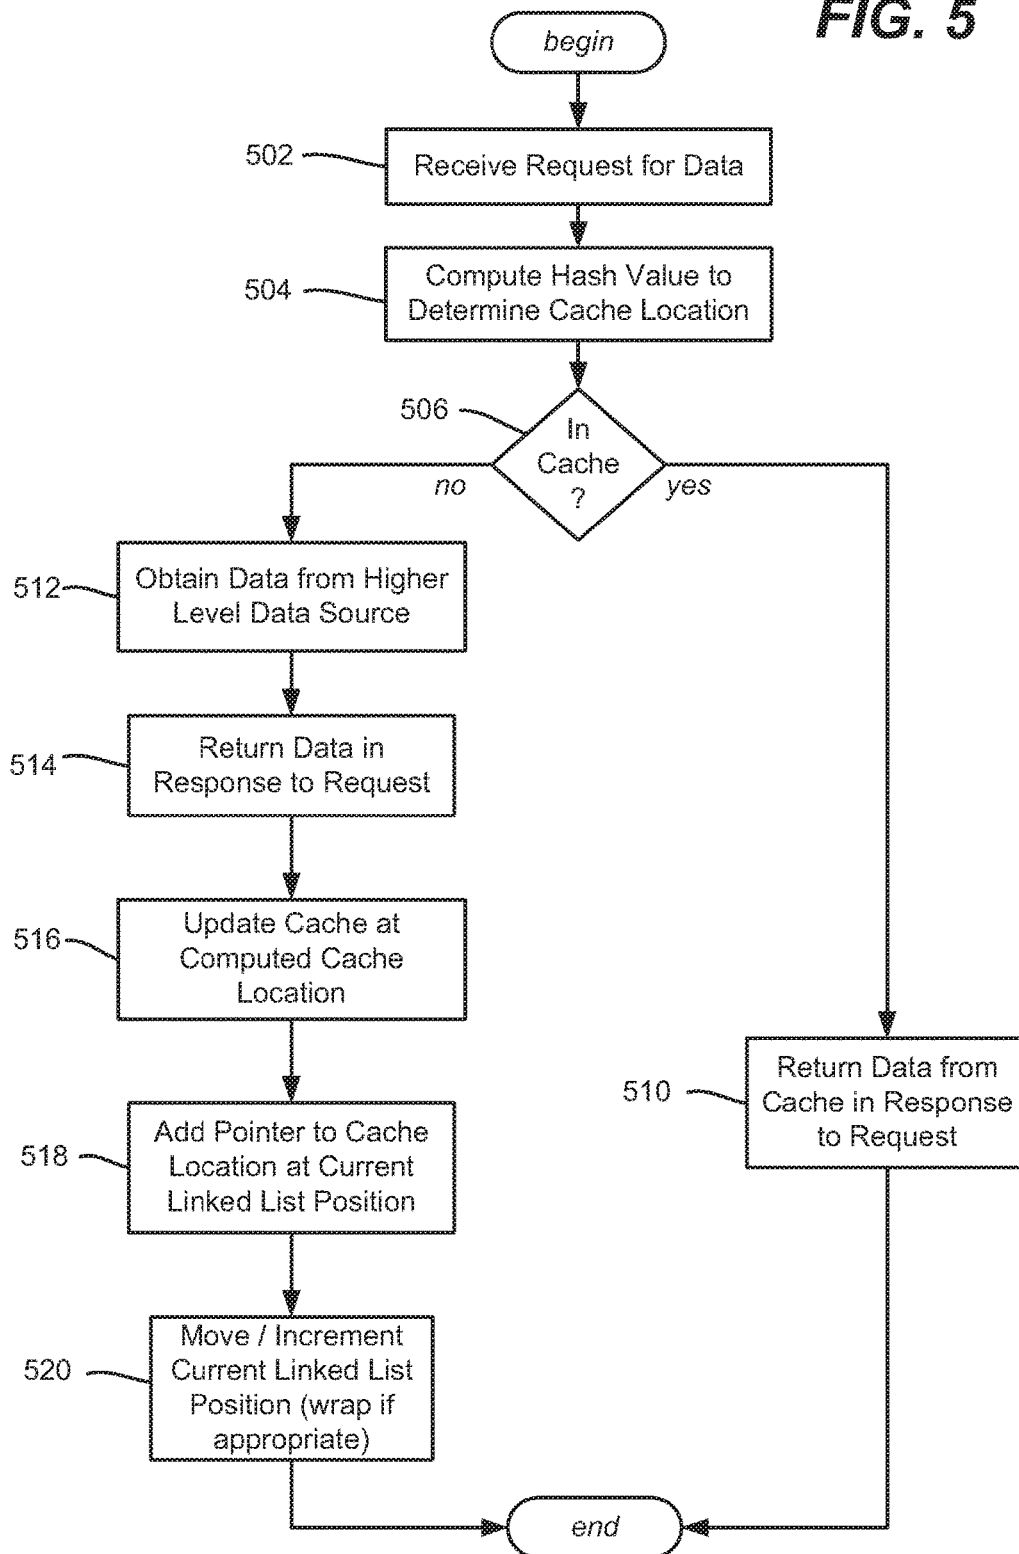 FIG. 5
begin
502
Receive Request for Data
504
Compute Hash Value to
Determine Cache Location
506
In
Cache
?
no
yes
512
Obtain Data from Higher
Level Data Source
514
Return Data in
Response to Request
516
Update Cache at
Computed Cache
Location
510
Return Data from
Cache in Response
to Request
518
Add Pointer to Cache
Location at Current
Linked List Position
520
Move / Increment
Current Linked List
Position (wrap if
appropriate)
end